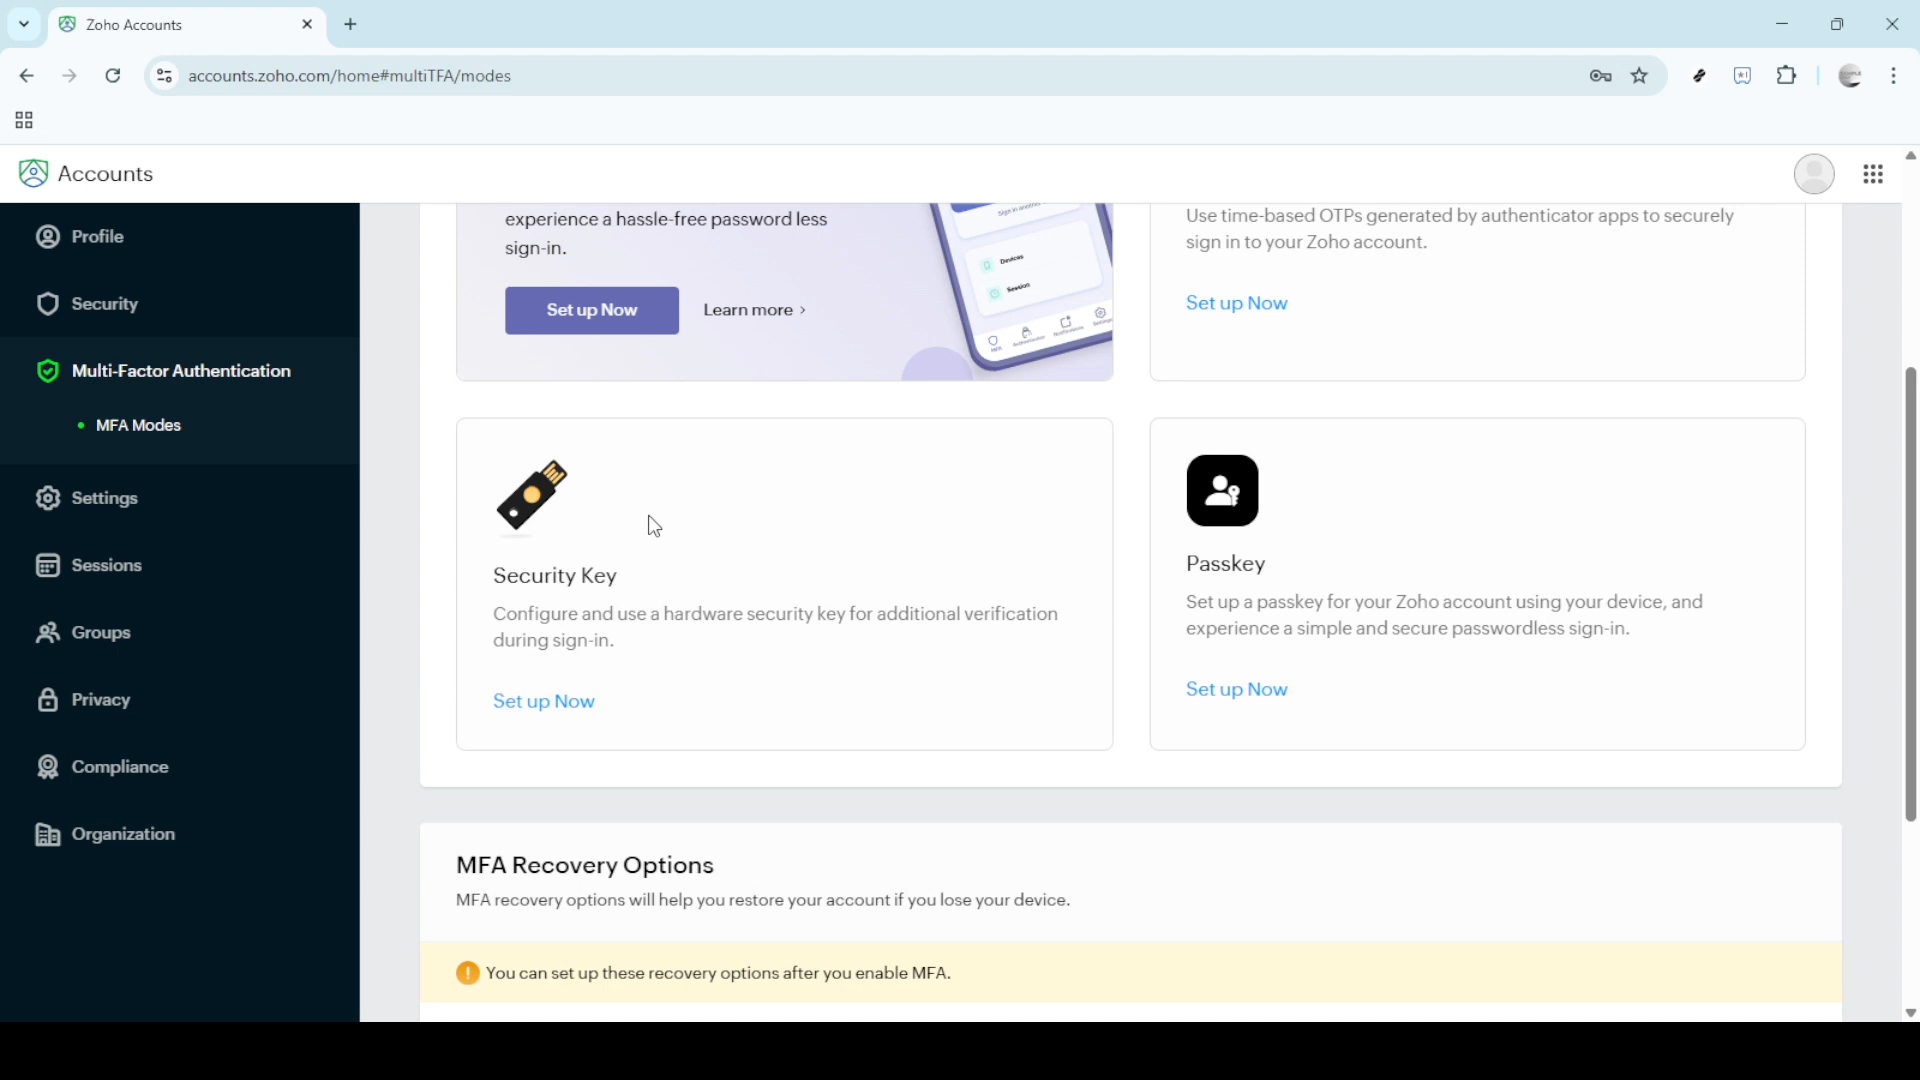 Zoho Accounts
accounts.zoho.com/home#multiTFA/modes
Accounts
Profile
Security
Multi-Factor Authentication
MFA Modes
Settings
Sessions
Groups
Privacy
Compliance
Organization
experience a hassle-free password less
sign-in.
Set up Now
Learn more >
Devices
Session
Use time-based OTPs generated by authenticator apps to securely
sign in to your Zoho account.
Set up Now
Security Key
Configure and use a hardware security key for additional verification
during sign-in.
Set up Now
Passkey
Set up a passkey for your Zoho account using your device, and
experience a simple and secure passwordless sign-in.
Set up Now
MFA Recovery Options
MFA recovery options will help you restore your account if you lose your device.
You can set up these recovery options after you enable MFA.